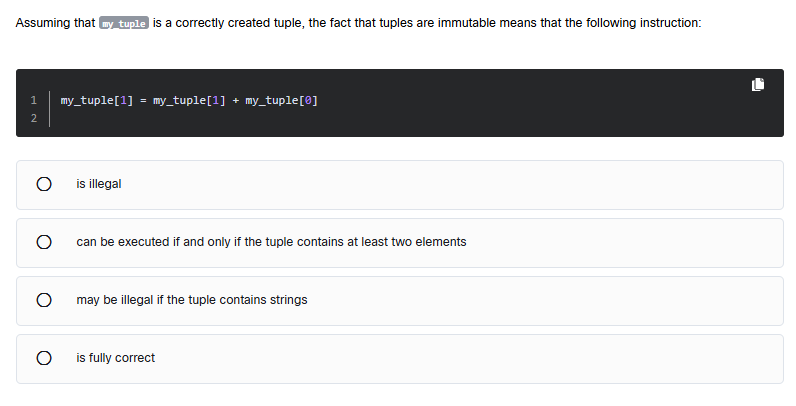 Assuming that my_tuple is a correctly created tuple, the fact that tuples are immutable means that the following instruction:
1 my_tuple[1] = my_tuple[1] + my_tuple[0]
2
is illegal
can be executed if and only if the tuple contains at least two elements
may be illegal if the tuple contains strings
is fully correct